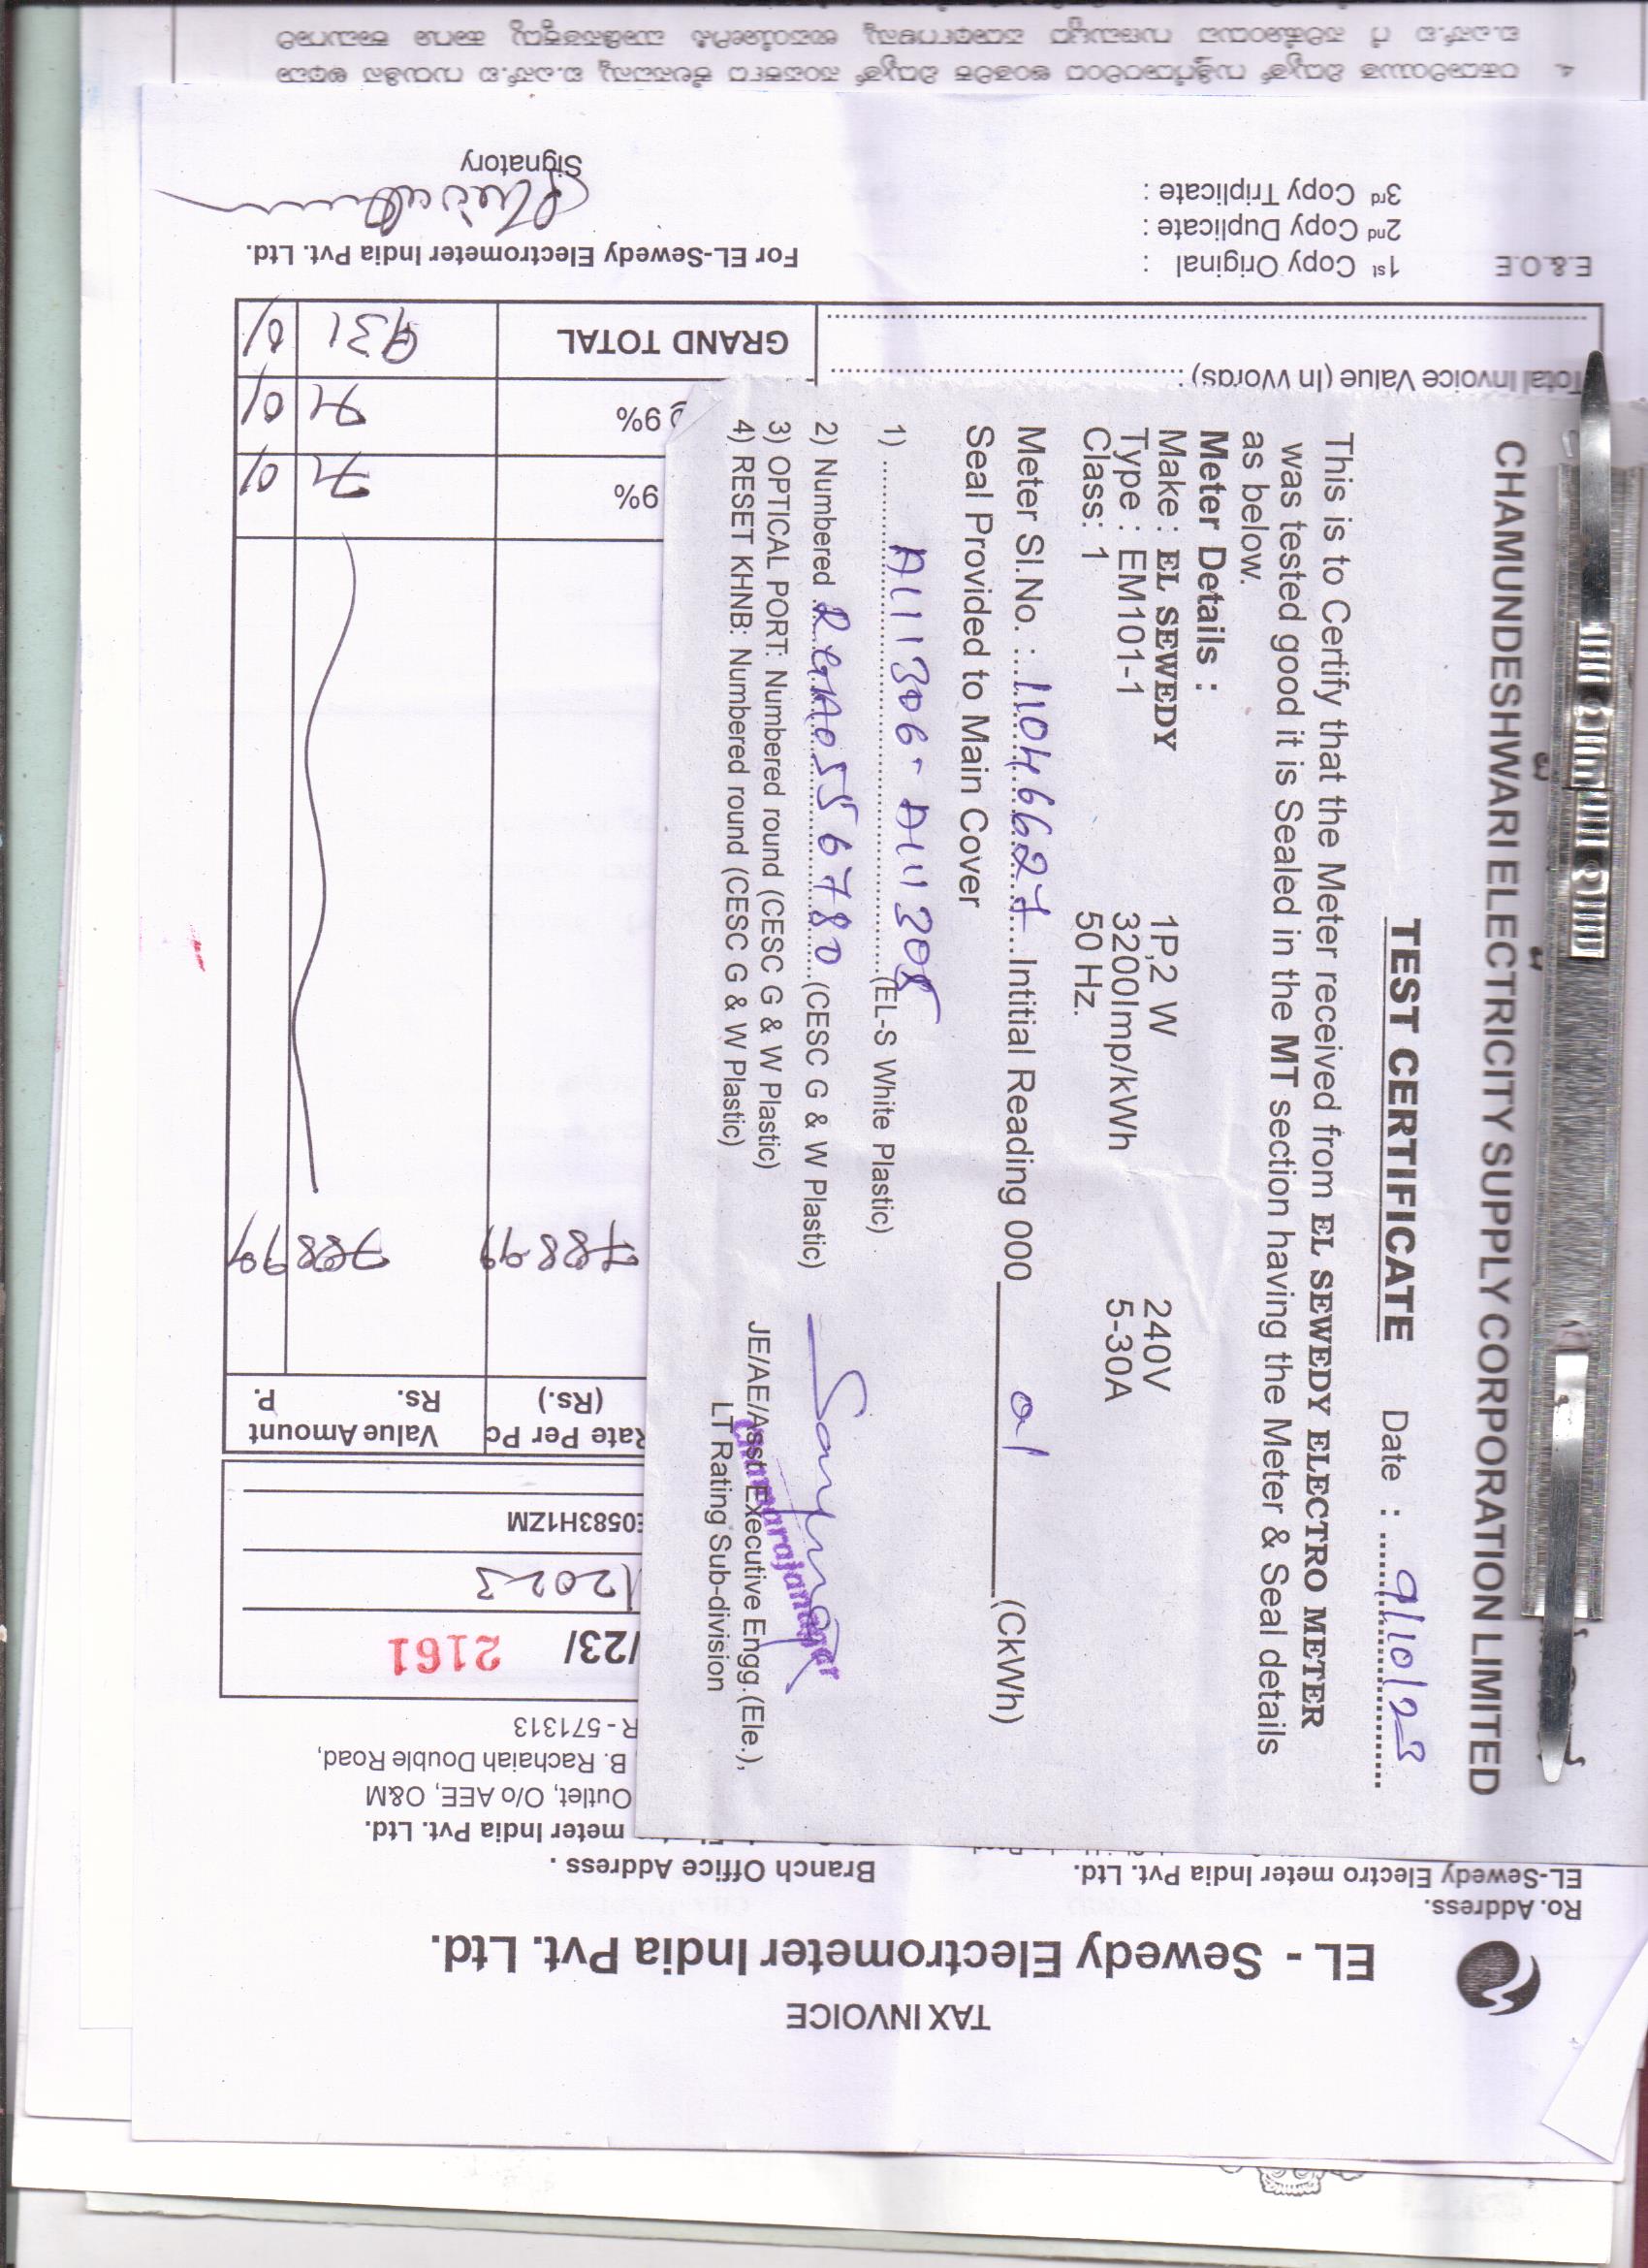 CHAMUNDESHWARI ELECTRICITY SUPPLY CORPORATION LIMITED
TEST CERTIFICATE Date : 9/10/23
This is to Certify that the Meter received from EL SEWEDY ELECTRO METER
was tested good it is Sealed in the MT section having the Meter & Seal details
as below.
Meter Details :
Make : EL SEWEDY 1P,2 W 240V
Type : EM101-1 3200Imp/kWh 5-30A
Class: 1 50 Hz.
Meter Sl.No. : 11046627 Intitial Reading 000 01 (CkWh)
Seal Provided to Main Cover
1) (EL-S White Plastic)
2) Numbered (CESC G & W Plastic)
3) OPTICAL PORT: Numbered round (CESC G & W Plastic)
4) RESET KHNB: Numbered round (CESC G & W Plastic)
JE/AE/Asst.Executive Engg.(Ele.),
LT Rating Sub-division
Chamarajanagar
TAX INVOICE
EL - Sewedy Electrometer India Pvt. Ltd.
Ro. Address.
EL-Sewedy Electro meter India Pvt. Ltd.
Branch Office Address .
meter India Pvt. Ltd.
Outlet, O/o AEE, O&M
B. Rachaiah Double Road,
R - 571313
/23/ 2161
2023
0583H1ZM
Rate Per Pc (Rs.) Value Amount Rs. P.
788.99 788 99
9% 71 01
9% 71 01
GRAND TOTAL 931 01
Total Invoice Value (In Words) :
E.& O.E
1st Copy Original :
2nd Copy Duplicate :
3rd Copy Triplicate :
For EL-Sewedy Electrometer India Pvt. Ltd.
Signatory